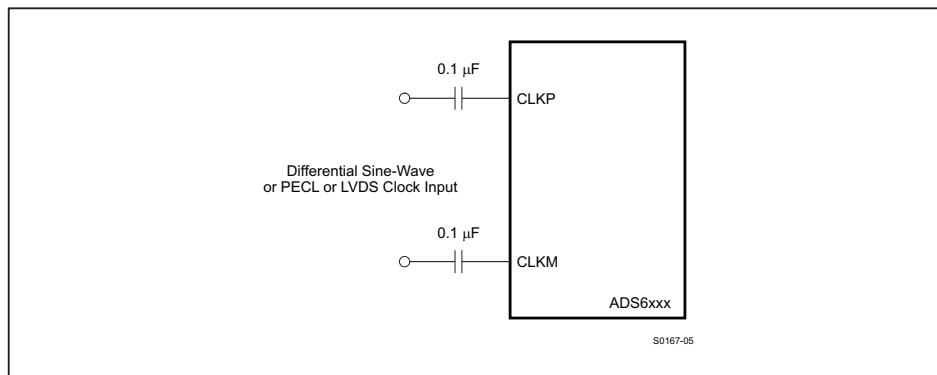 0.1 μF
CLKP
Differential Sine-Wave
or PECL or LVDS Clock Input
0.1 μF
CLKM
ADS6xxx
S0167-05